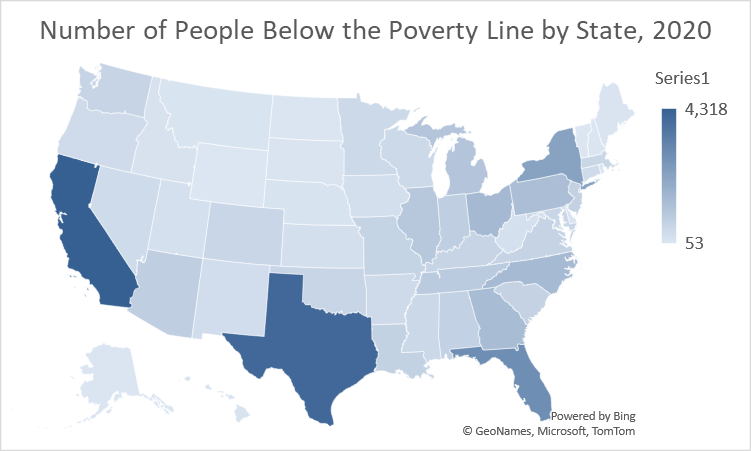 Number of People Below the Poverty Line by State, 2020
Series1
4,318
53
Powered by Bing
© GeoNames, Microsoft, TomTom